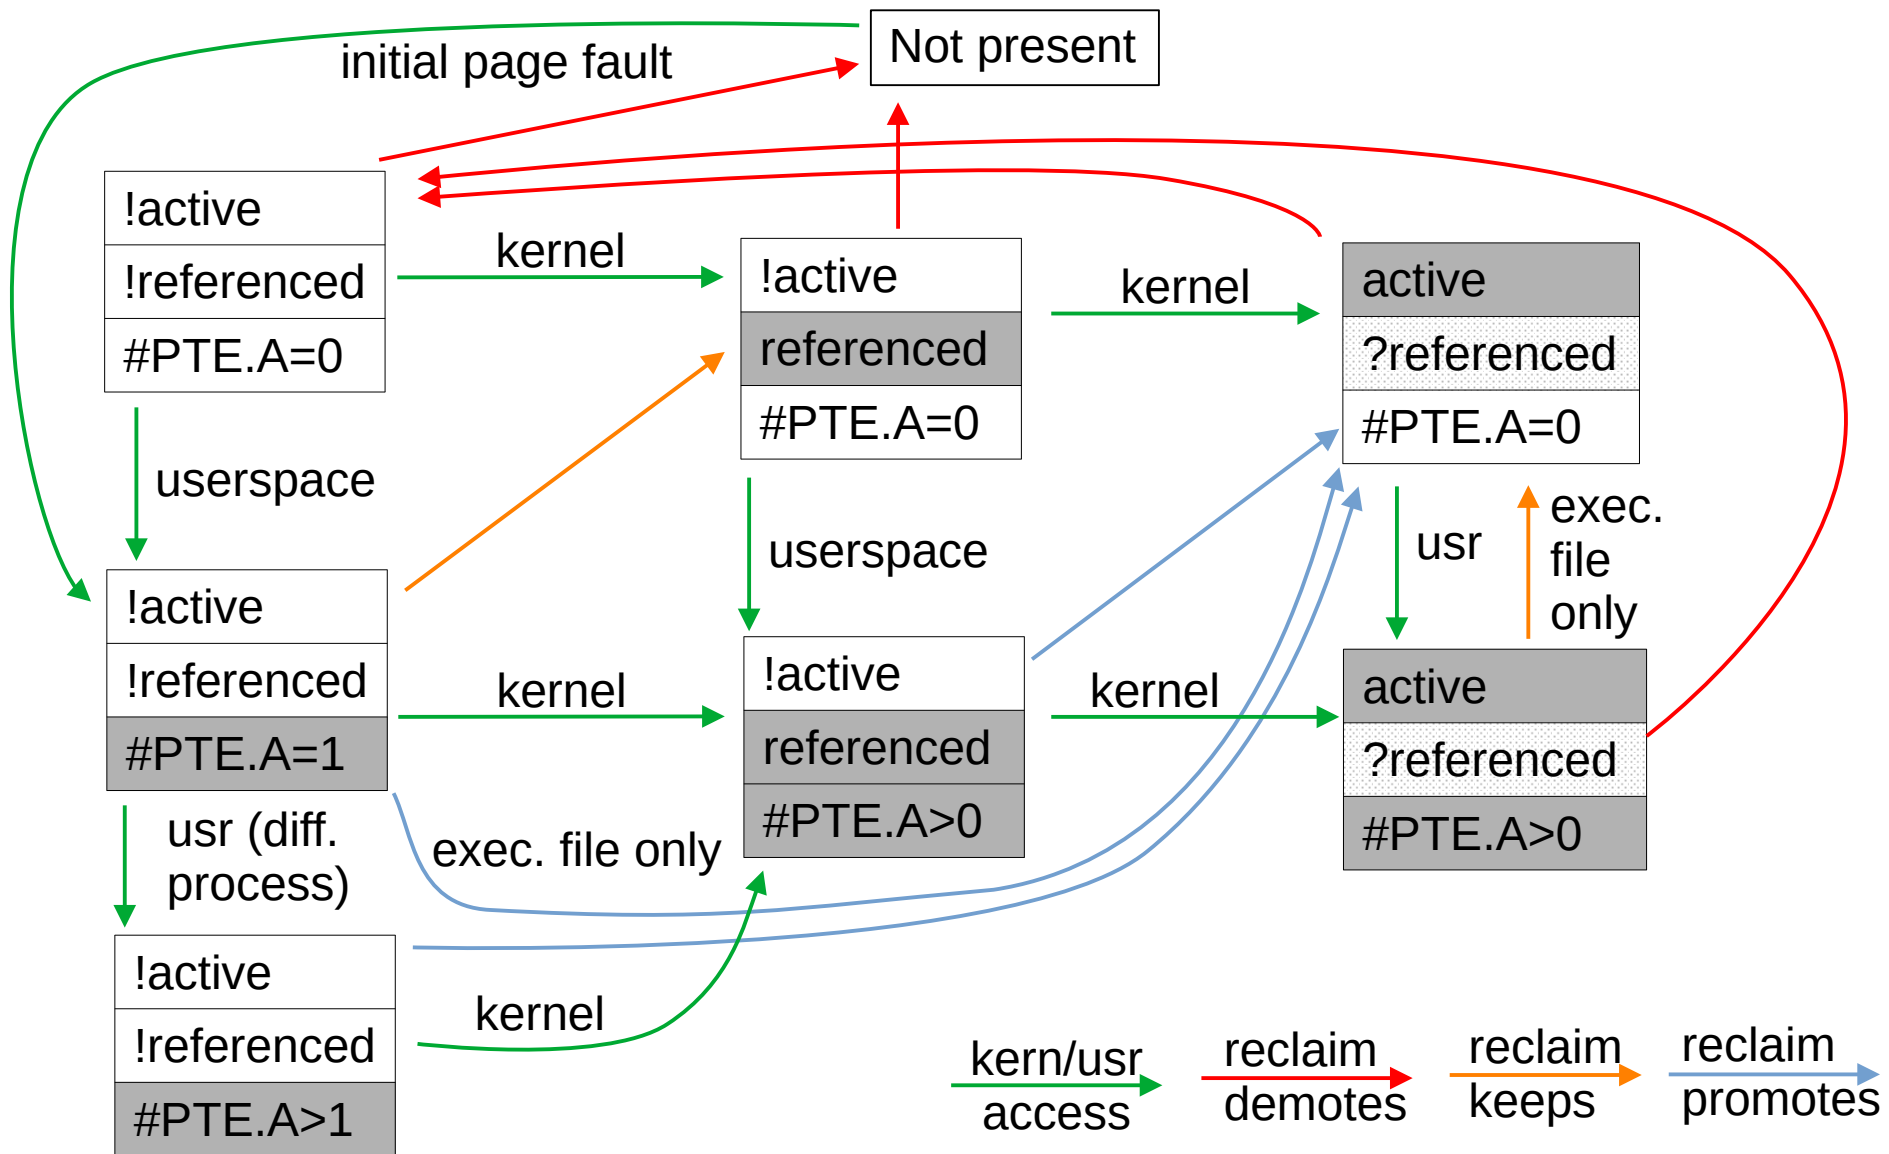 Not present
initial page fault
!active
!referenced
#PTE.A=0
kernel
!active
referenced
#PTE.A=0
kernel
active
?referenced
#PTE.A=0
userspace
userspace
usr
exec.
file
only
!active
!referenced
#PTE.A=1
kernel
!active
referenced
#PTE.A>0
kernel
active
?referenced
#PTE.A>0
usr (diff.
process)
exec. file only
!active
!referenced
#PTE.A>1
kernel
kern/usr
access
reclaim
demotes
reclaim
keeps
reclaim
promotes